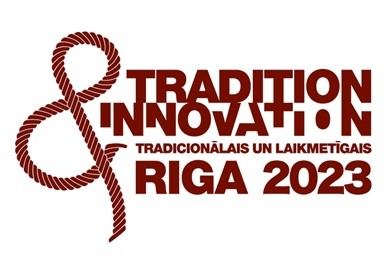 TRADITION
& INNOVATION
TRADICIONĀLAIS UN LAIKMETĪGAIS
RIGA 2023